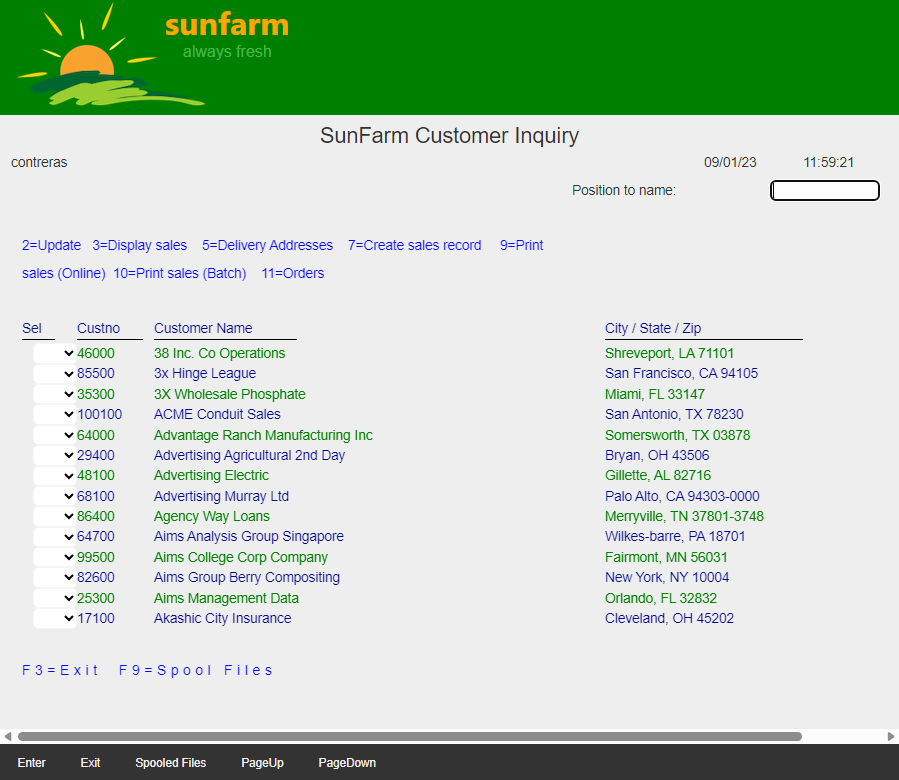 sunfarm
always fresh
SunFarm Customer Inquiry
contreras 09/01/23 11:59:21
Position to name:
2=Update 3=Display sales 5=Delivery Addresses 7=Create sales record 9=Print
sales (Online) 10=Print sales (Batch) 11=Orders
Sel Custno Customer Name City / State / Zip
46000 38 Inc. Co Operations Shreveport, LA 71101
85500 3x Hinge League San Francisco, CA 94105
35300 3X Wholesale Phosphate Miami, FL 33147
100100 ACME Conduit Sales San Antonio, TX 78230
64000 Advantage Ranch Manufacturing Inc Somersworth, TX 03878
29400 Advertising Agricultural 2nd Day Bryan, OH 43506
48100 Advertising Electric Gillette, AL 82716
68100 Advertising Murray Ltd Palo Alto, CA 94303-0000
86400 Agency Way Loans Merryville, TN 37801-3748
64700 Aims Analysis Group Singapore Wilkes-barre, PA 18701
99500 Aims College Corp Company Fairmont, MN 56031
82600 Aims Group Berry Compositing New York, NY 10004
25300 Aims Management Data Orlando, FL 32832
17100 Akashic City Insurance Cleveland, OH 45202
F3=Exit F9=Spool Files
Enter Exit Spooled Files PageUp PageDown